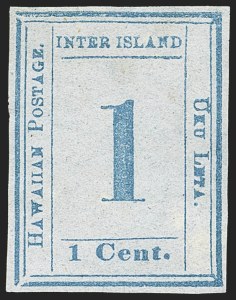 INTER ISLAND
HAWAIIAN POSTAGE.
1
UKU LETA.
1 Cent.